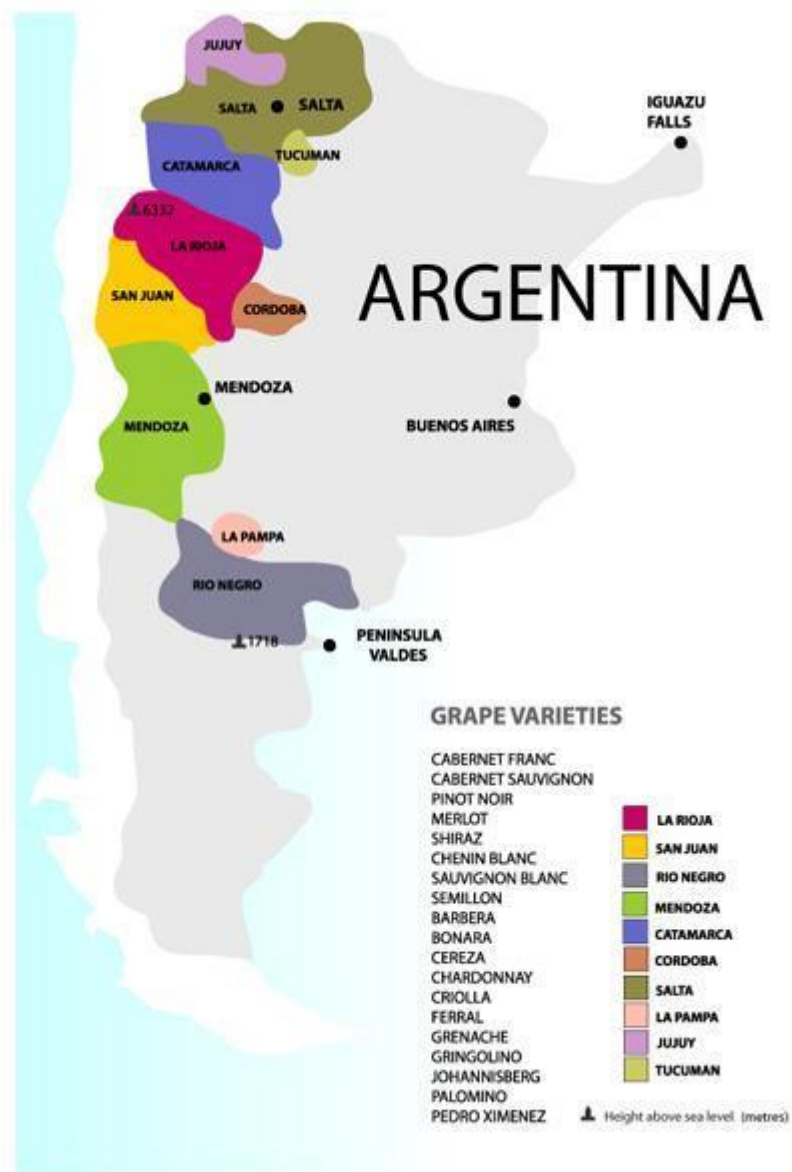 JUJUY
SALTA
SALTA
IGUAZU
FALLS
TUCUMAN
CATAMARCA
6337
LA RIOJA
SAN JUAN
CORDOBA
ARGENTINA
MENDOZA
MENDOZA
BUENOS AIRES
LA PAMPA
RIO NEGRO
1718
PENINSULA
VALDES
GRAPE VARIETIES
CABERNET FRANC
CABERNET SAUVIGNON
PINOT NOIR
MERLOT
SHIRAZ
CHENIN BLANC
SAUVIGNON BLANC
SEMILLON
BARBERA
BONARA
CEREZA
CHARDONNAY
CRIOLLA
FERRAL
GRENACHE
GRINGOLINO
JOHANNISBERG
PALOMINO
PEDRO XIMENEZ
LA RIOJA
SAN JUAN
RIO NEGRO
MENDOZA
CATAMARCA
CORDOBA
SALTA
LA PAMPA
JUJUY
TUCUMAN
Height above sea level (metres)